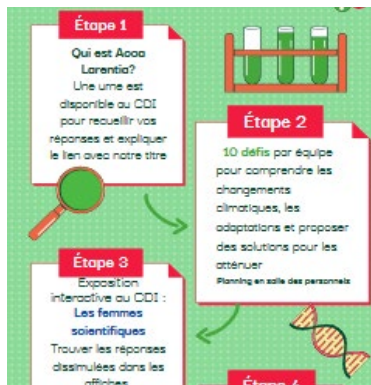 Étape 1
Qui est Acca
Larentia?
Une urne est
disponible au CDI
pour recueillir vos
réponses et expliquer
le lien avec notre titre
Étape 2
10 défis par équipe
pour comprendre les
changements
climatiques, les
adaptations et proposer
des solutions pour les
atténuer
Planning en salle des personnels
Étape 3
Exposition
interactive au CDI :
Les femmes
scientifiques
Trouver les réponses
dissimulées dans les
affiches
Étape 4